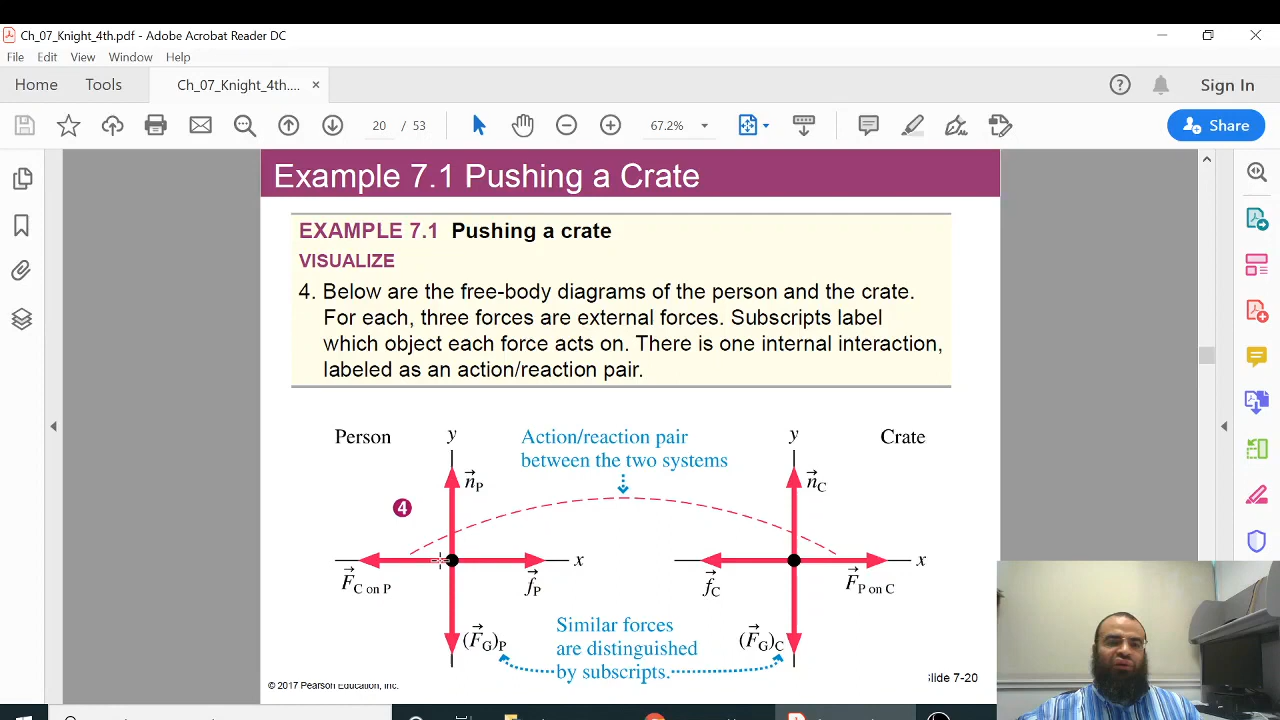 Ch_07_Knight_4th.pdf - Adobe Acrobat Reader DC
File Edit View Window Help
Home Tools Ch_07_Knight_4th.... × Sign In
20 / 53 67.2% Share
Example 7.1 Pushing a Crate
EXAMPLE 7.1 Pushing a crate
VISUALIZE
4. Below are the free-body diagrams of the person and the crate.
For each, three forces are external forces. Subscripts label
which object each force acts on. There is one internal interaction,
labeled as an action/reaction pair.
Person
y
Action/reaction pair
between the two systems
y
Crate
n⃗P
n⃗C
4
x
x
F⃗C on P
f⃗P
f⃗C
F⃗P on C
Similar forces
are distinguished
by subscripts.
(F⃗G)P
(F⃗G)C
© 2017 Pearson Education, Inc.
Slide 7-20